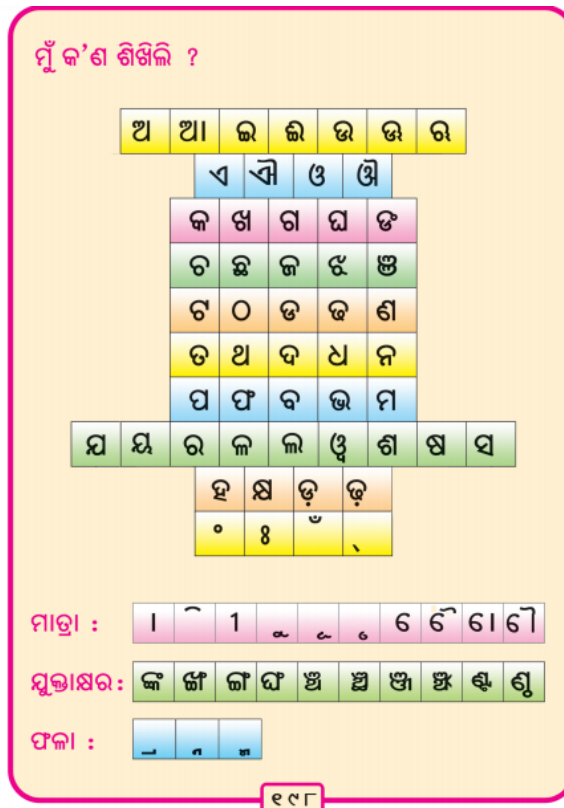 ମୁଁ କ'ଣ ଶିଖିଲି ?
ଅ ଆ ଇ ଈ ଉ ଊ ଋ
ଏ ଐ ଓ ଔ
କ ଖ ଗ ଘ ଙ
ଚ ଛ ଜ ଝ ଞ
ଟ ଠ ଡ ଢ ଣ
ତ ଥ ଦ ଧ ନ
ପ ଫ ବ ଭ ମ
ଯ ୟ ର ଳ ଲ ୱ ଶ ଷ ସ
ହ କ୍ଷ ଡ଼ ଢ଼
ଂ ଃ ଁ ୍
ମାତ୍ରା : ା ି ୀ ୁ ୂ ୃ େ ୈ ୋ ୌ
ଯୁକ୍ତାକ୍ଷର : ଙ୍କ ଙ୍ଖ ଙ୍ଗ ଙ୍ଘ ଞ୍ଚ ଞ୍ଛ ଞ୍ଜ ଞ୍ଝ ଣ୍ଟ ଣ୍ଠ
ଫଳା :
୧୯୮